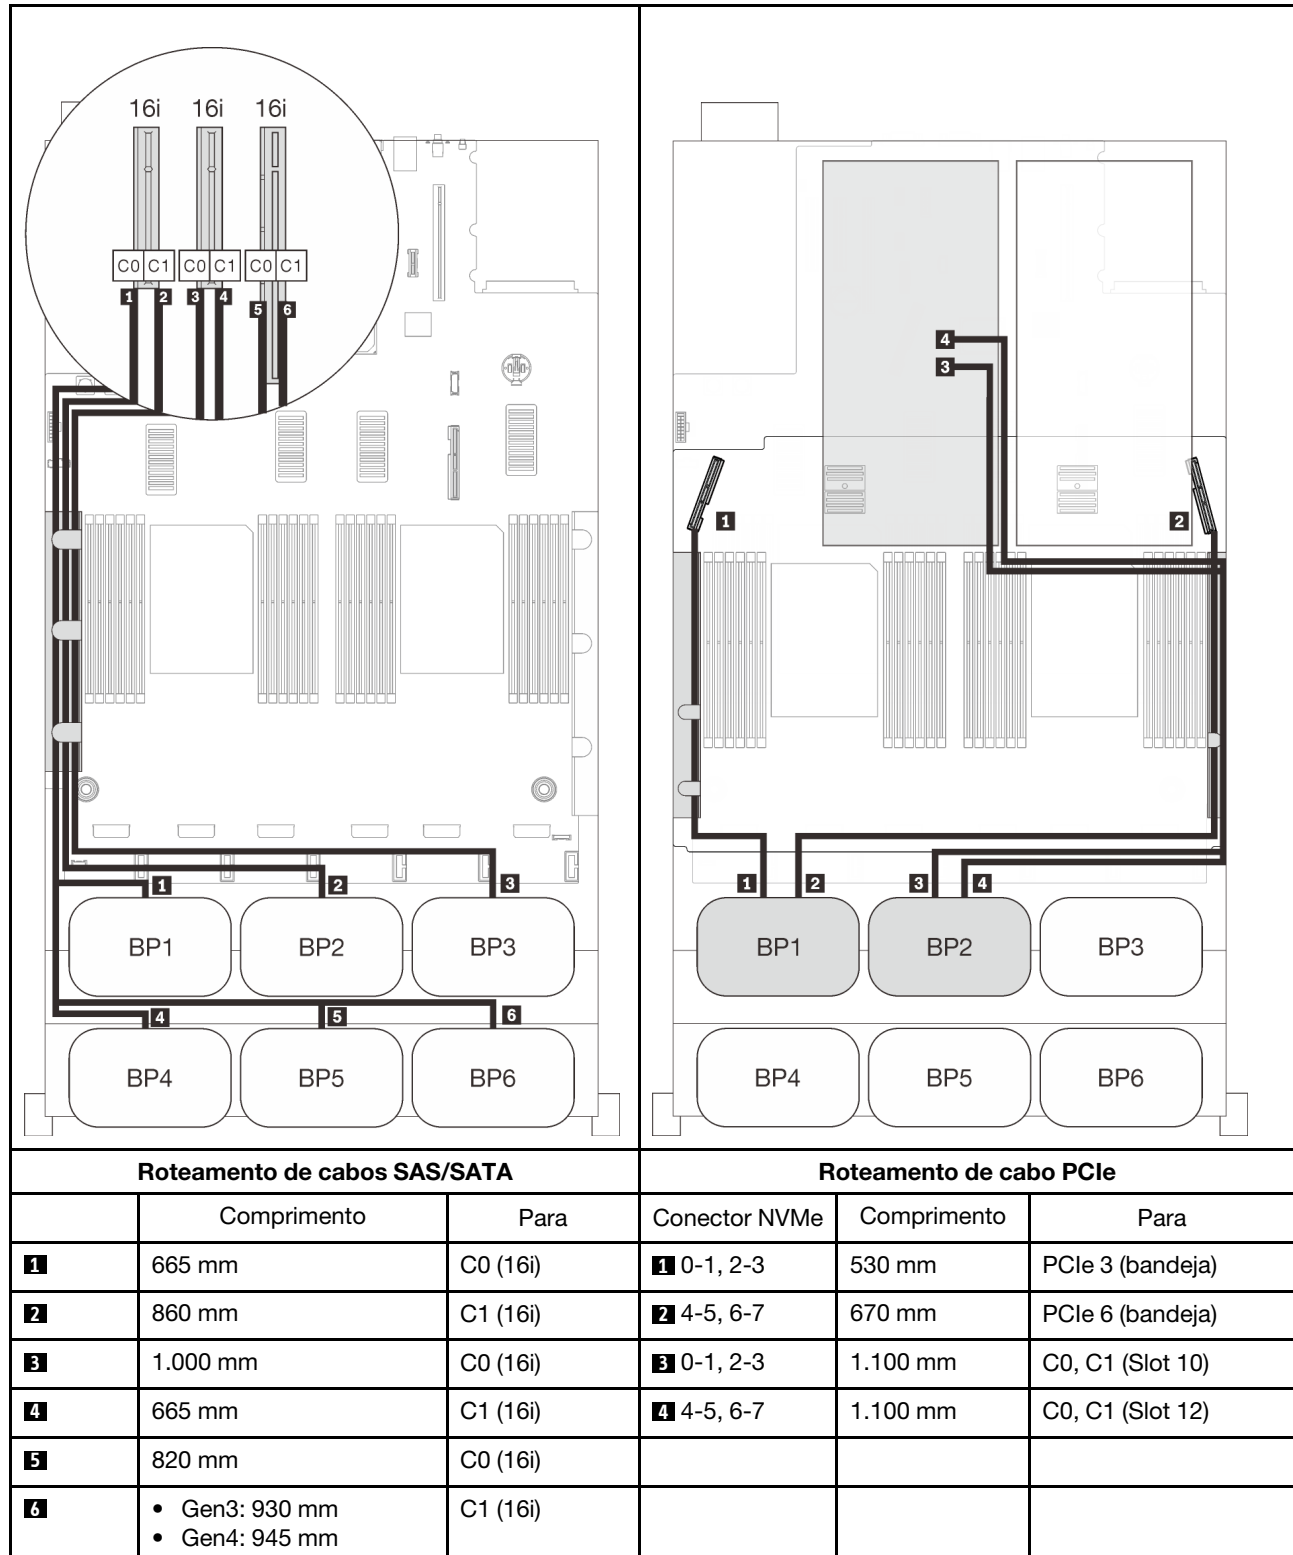 16i 16i 16i
C0 C1 C0 C1 C0 C1
1 2 3 4 5 6
1 2 3
BP1 BP2 BP3
4 5 6
BP4 BP5 BP6
4
3
1 2
1 2 3 4
BP1 BP2 BP3
BP4 BP5 BP6
Roteamento de cabos SAS/SATA
Roteamento de cabo PCIe
Comprimento Para Conector NVMe Comprimento Para
1 665 mm C0 (16i) 1 0-1, 2-3 530 mm PCIe 3 (bandeja)
2 860 mm C1 (16i) 2 4-5, 6-7 670 mm PCIe 6 (bandeja)
3 1.000 mm C0 (16i) 3 0-1, 2-3 1.100 mm C0, C1 (Slot 10)
4 665 mm C1 (16i) 4 4-5, 6-7 1.100 mm C0, C1 (Slot 12)
5 820 mm C0 (16i)
6 • Gen3: 930 mm C1 (16i)
• Gen4: 945 mm